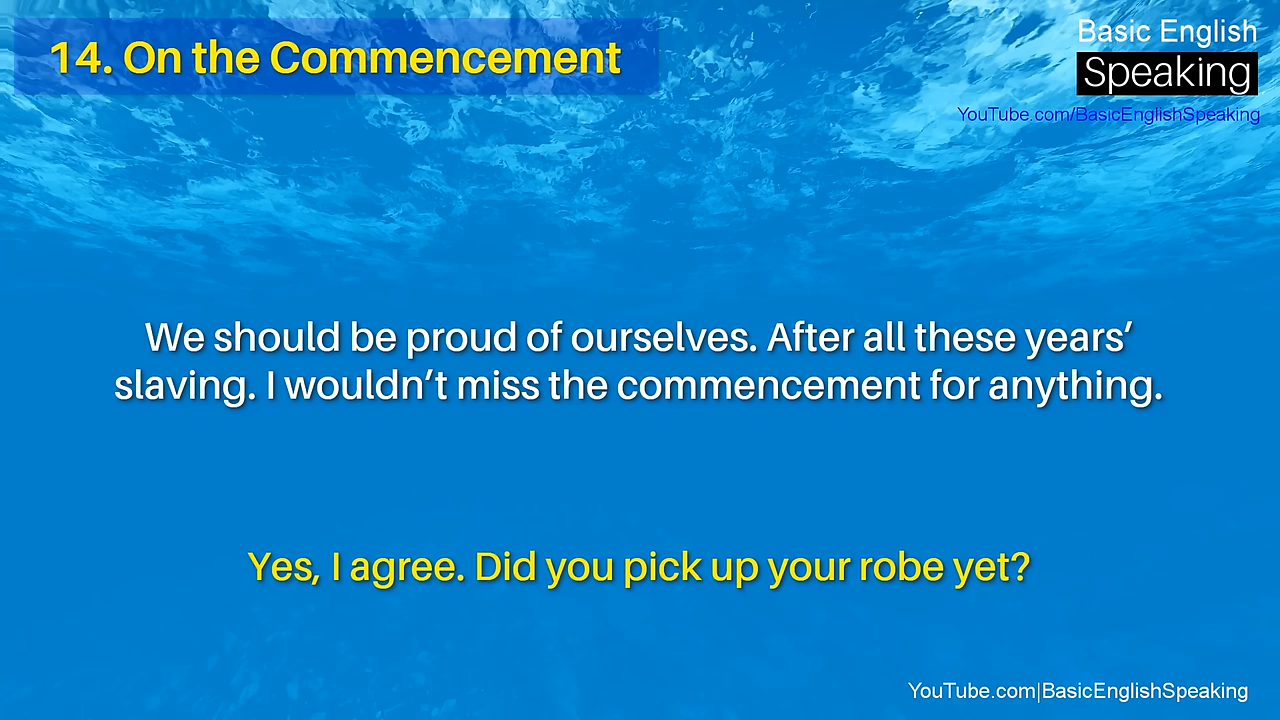 14. On the Commencement
Basic English
Speaking
YouTube.com/BasicEnglishSpeaking
We should be proud of ourselves. After all these years’
slaving. I wouldn’t miss the commencement for anything.
Yes, I agree. Did you pick up your robe yet?
YouTube.com|BasicEnglishSpeaking